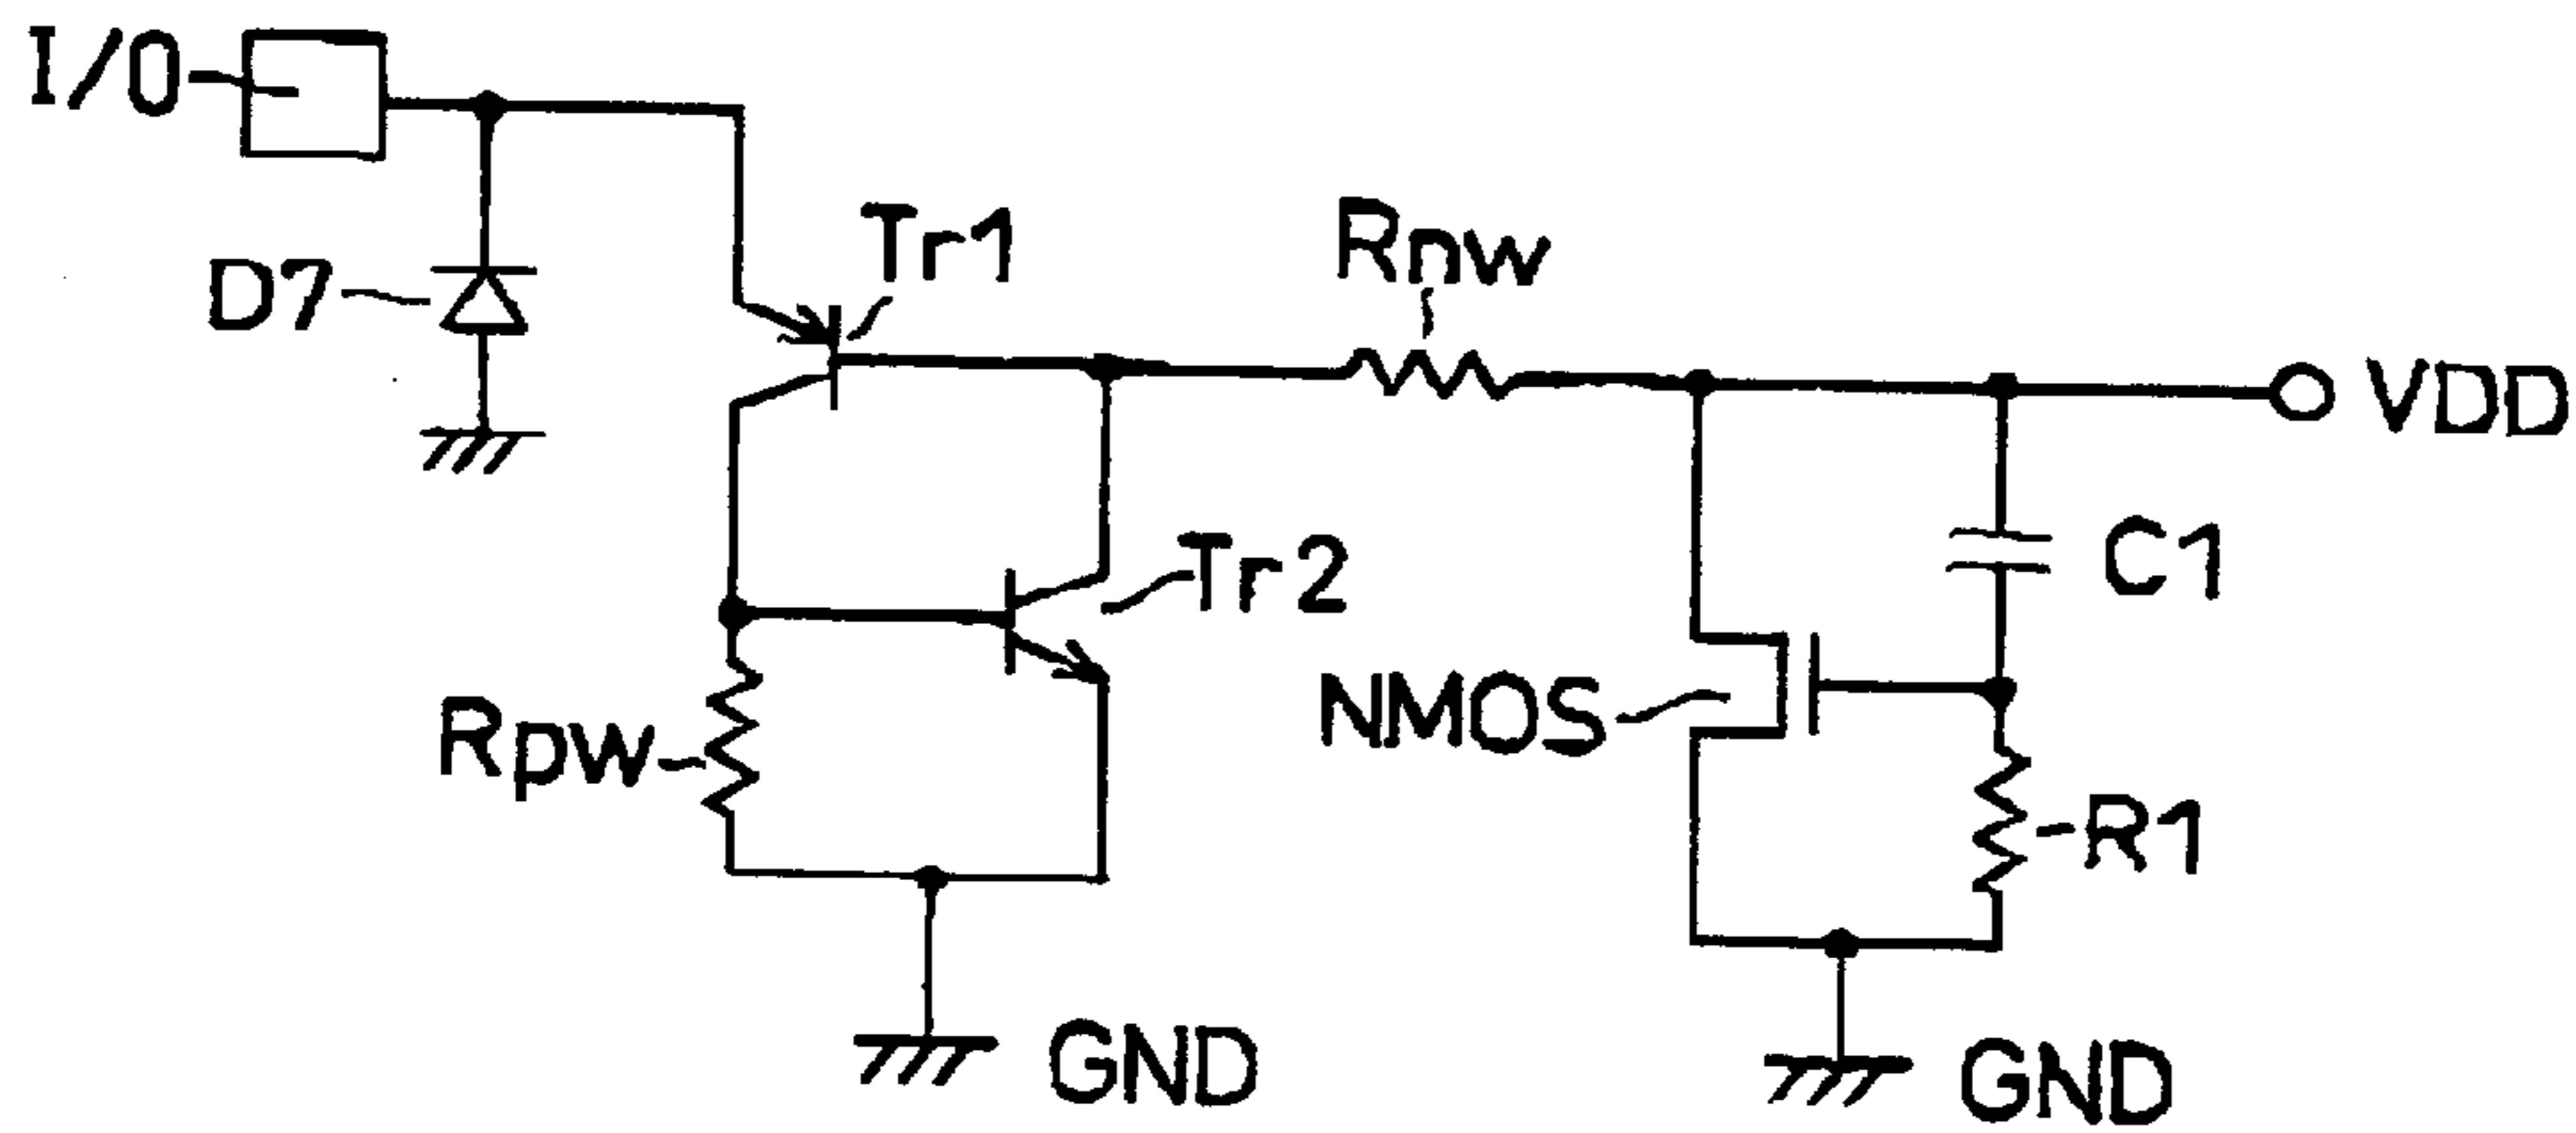 I/O
D7
Tr1
Rnw
VDD
Tr2
C1
NMOS
Rpw
R1
GND
GND